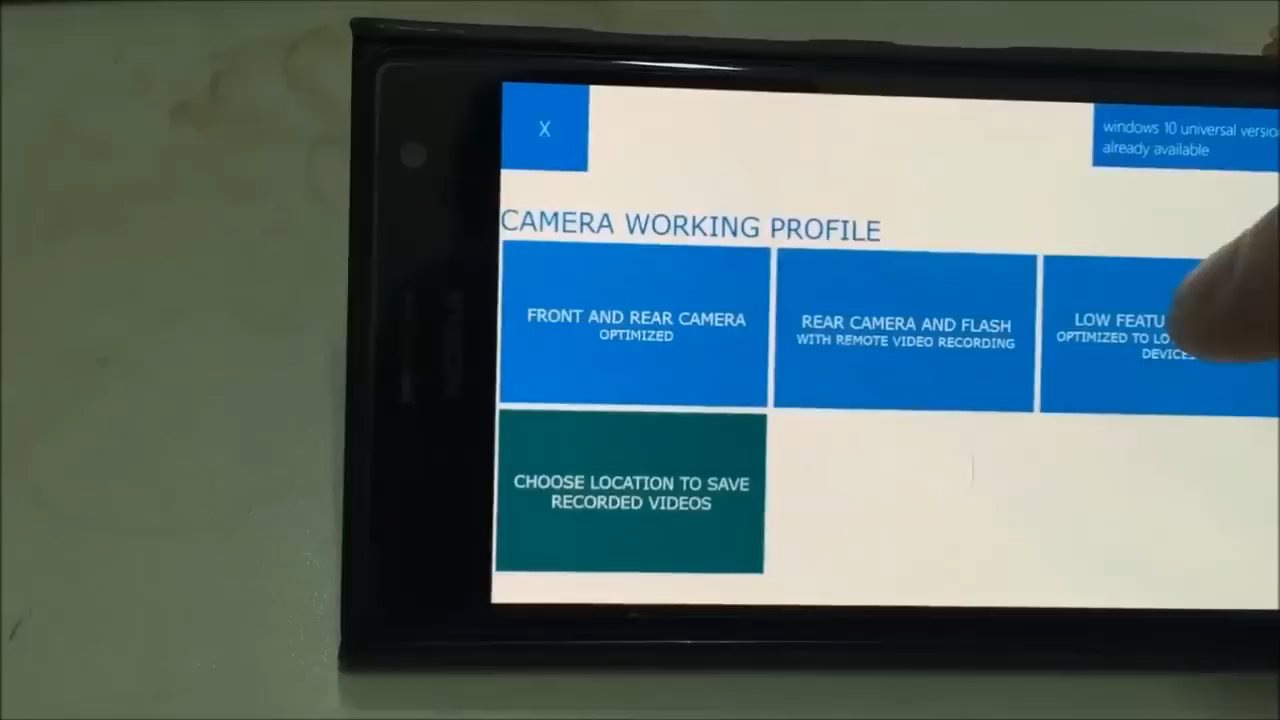 X
windows 10 universal versio
already available
CAMERA WORKING PROFILE
FRONT AND REAR CAMERA
OPTIMIZED
REAR CAMERA AND FLASH
WITH REMOTE VIDEO RECORDING
LOW FEATU
OPTIMIZED TO LO
DEVICES
CHOOSE LOCATION TO SAVE
RECORDED VIDEOS